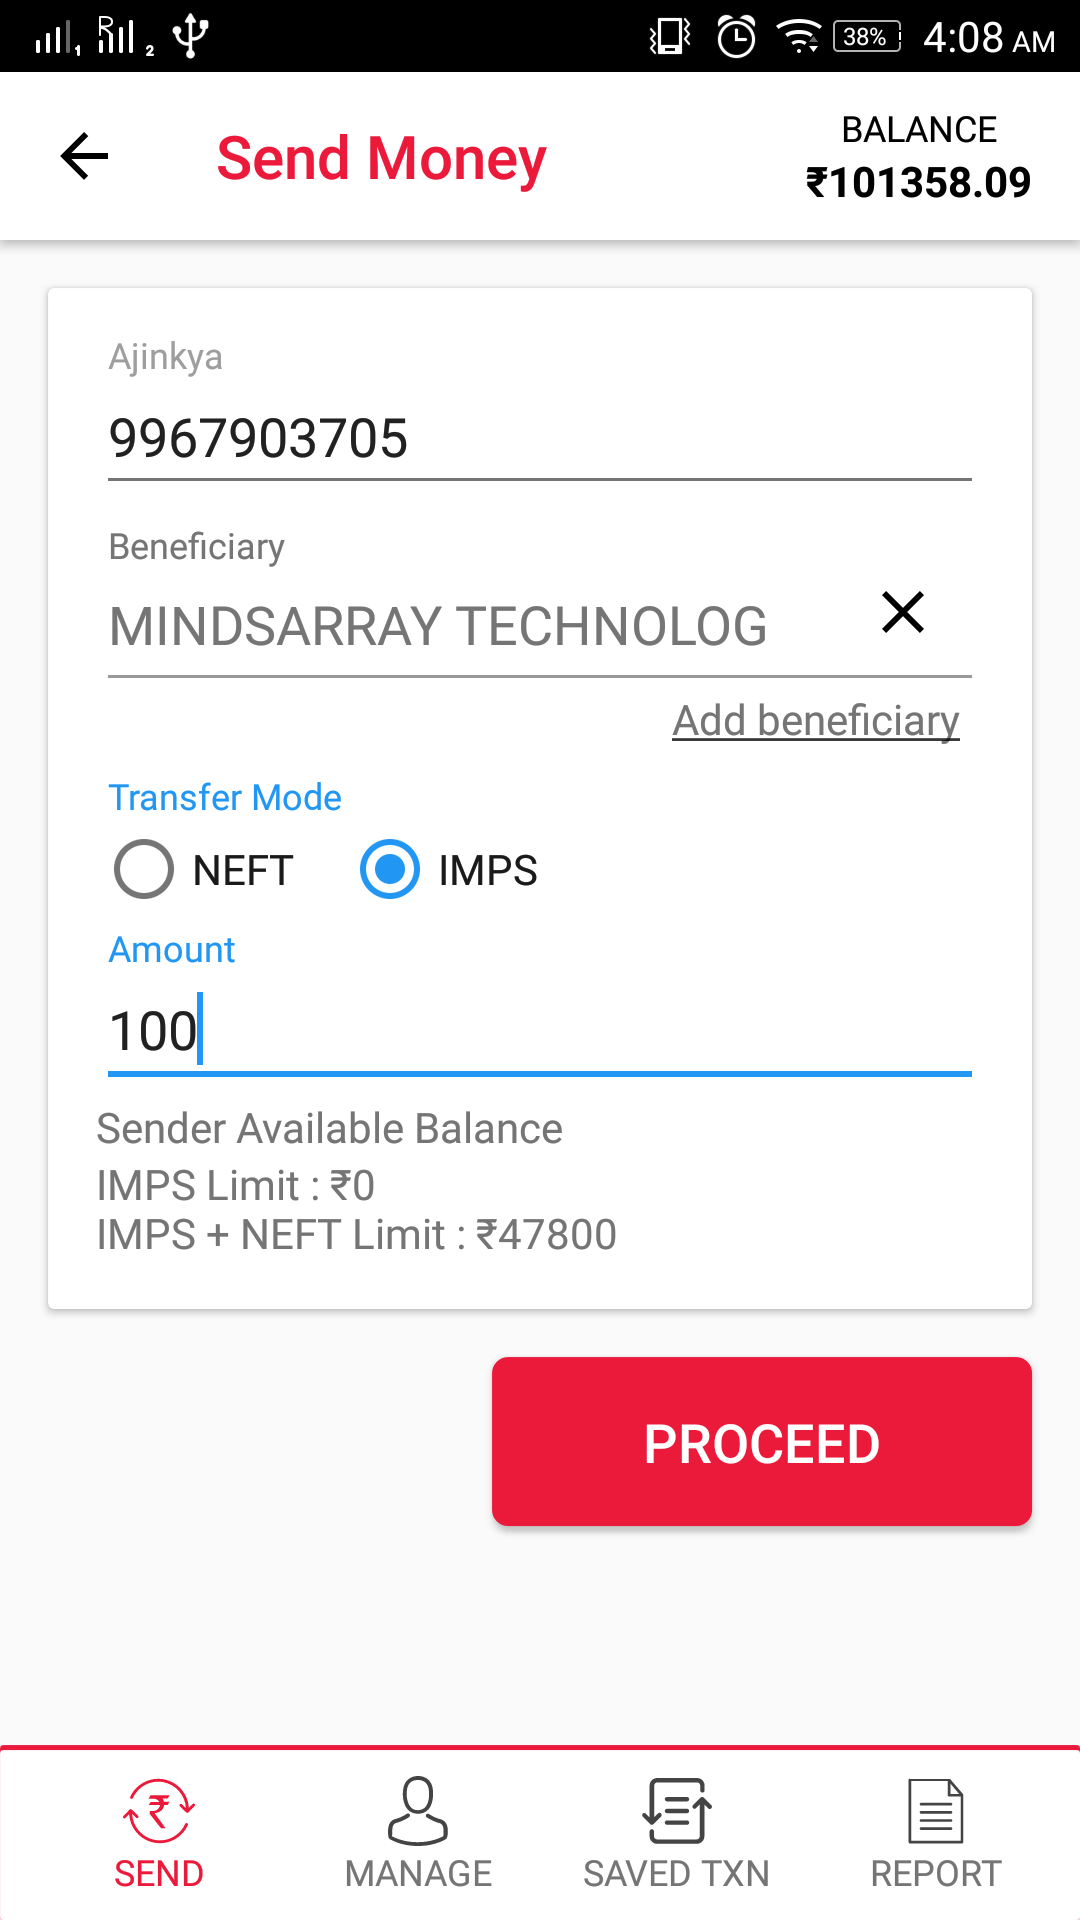 38% 4:08 AM
Send Money
BALANCE
₹101358.09
Ajinkya
9967903705
Beneficiary
MINDSARRAY TECHNOLOG
Add beneficiary
Transfer Mode
NEFT IMPS
Amount
100
Sender Available Balance
IMPS Limit : ₹0
IMPS + NEFT Limit : ₹47800
PROCEED
SEND MANAGE SAVED TXN REPORT